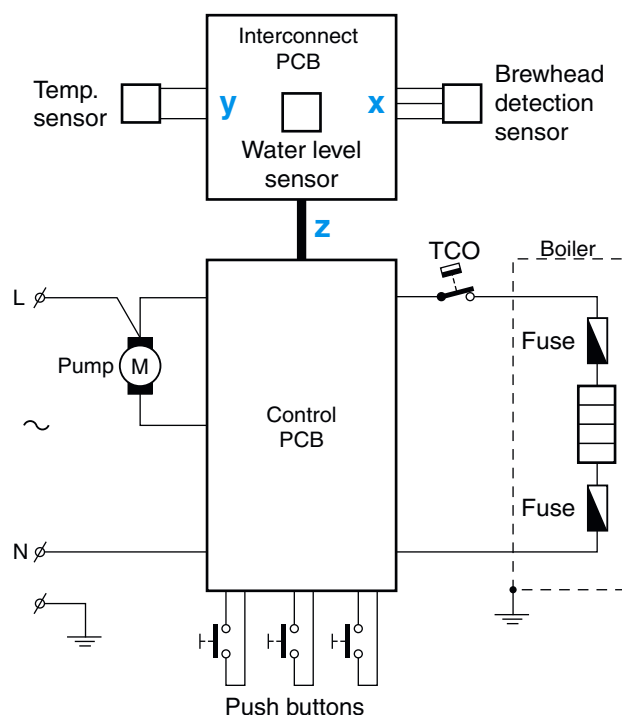 Interconnect
PCB
Temp.
sensor
y
x
Brewhead
detection
sensor
Water level
sensor
z
TCO
Boiler
L
Fuse
Pump
M
Control
PCB
Fuse
N
Push buttons